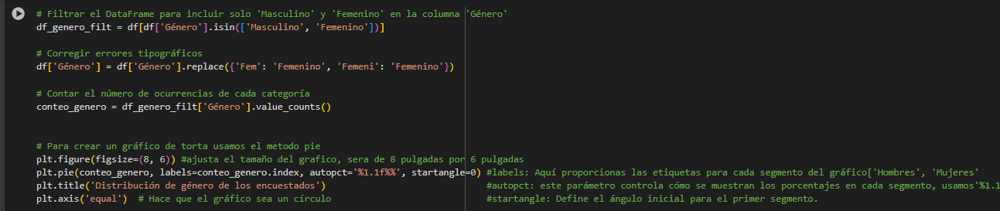 # Filtrar el DataFrame para incluir solo 'Masculino' y 'Femenino' en la columna 'Género'
df_genero_filt = df[df['Género'].isin(['Masculino', 'Femenino'])]
# Corregir errores tipográficos
df['Género'] = df['Género'].replace({'Fem': 'Femenino', 'Femeni': 'Femenino'})
# Contar el número de ocurrencias de cada categoría
conteo_genero = df_genero_filt['Género'].value_counts()
# Para crear un gráfico de torta usamos el metodo pie
plt.figure(figsize=(8, 6)) #ajusta el tamaño del grafico, sera de 8 pulgadas por 6 pulgadas
plt.pie(conteo_genero, labels=conteo_genero.index, autopct='%1.1f%%', startangle=0) #labels: Aquí proporcionas las etiquetas para cada segmento del gráfico['Hombres', 'Mujeres'
plt.title('Distribución de género de los encuestados') #autopct: este parámetro controla cómo se muestran los porcentajes en cada segmento, usamos'%1.1
plt.axis('equal') # Hace que el gráfico sea un círculo #startangle: Define el ángulo inicial para el primer segmento.